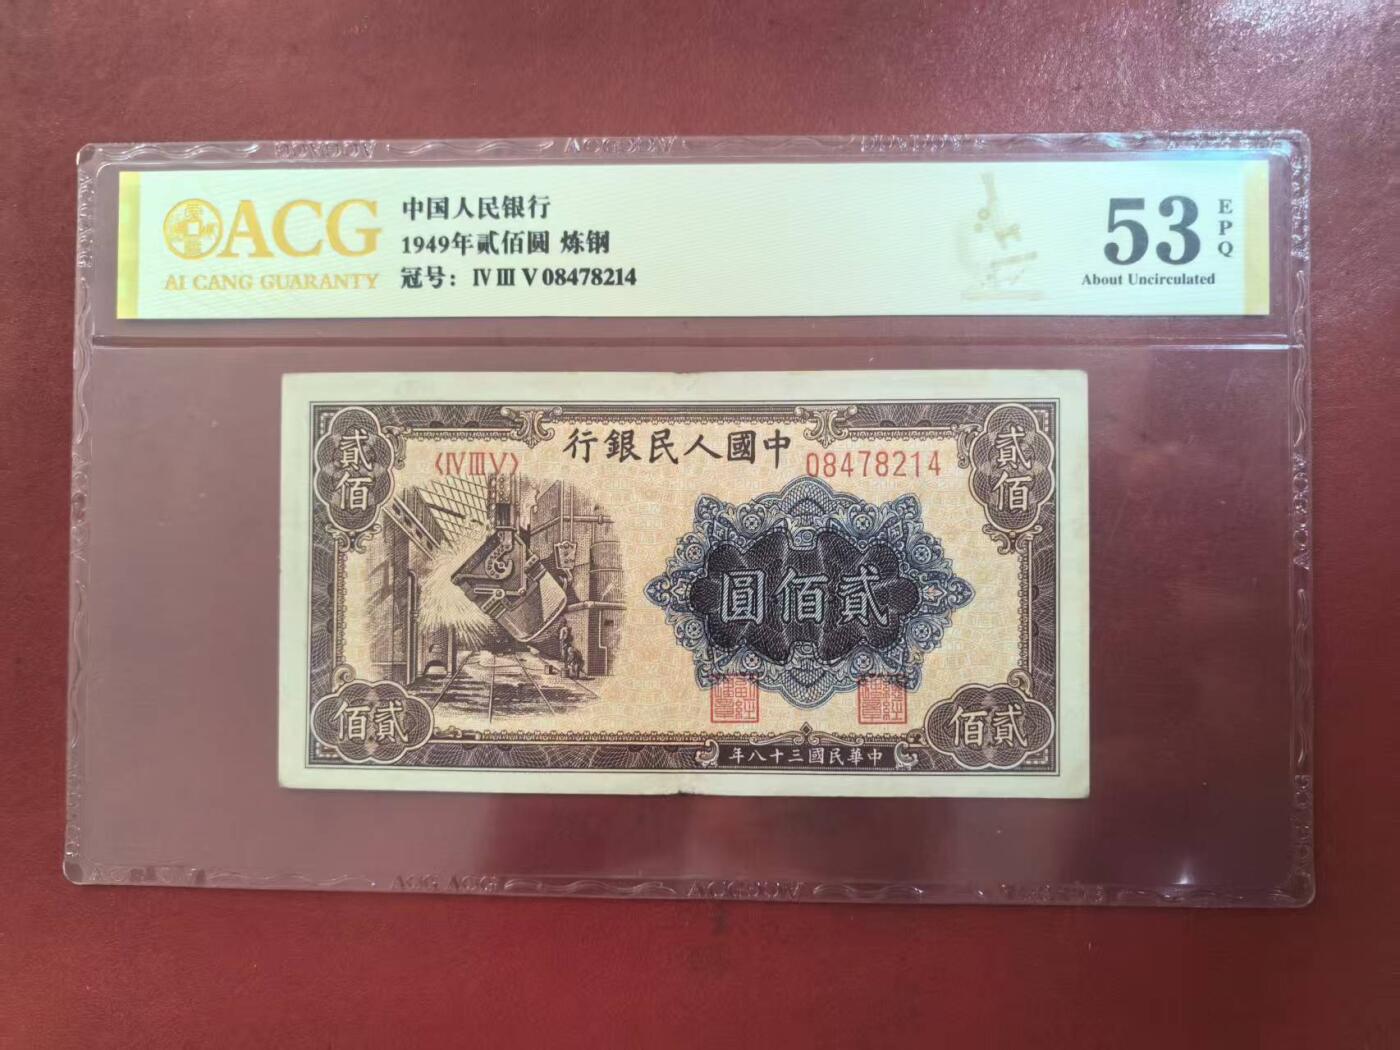 ACG
AI CANG GUARANTY
中国人民银行
1949年贰佰圆 炼钢
冠号： Ⅳ Ⅲ Ⅴ 08478214
53
EPQ
About Uncirculated
行銀民人國中
〈ⅣⅢⅤ〉
08478214
貳佰
貳佰
圓佰貳
佰貳
佰貳
年八十三國民華中